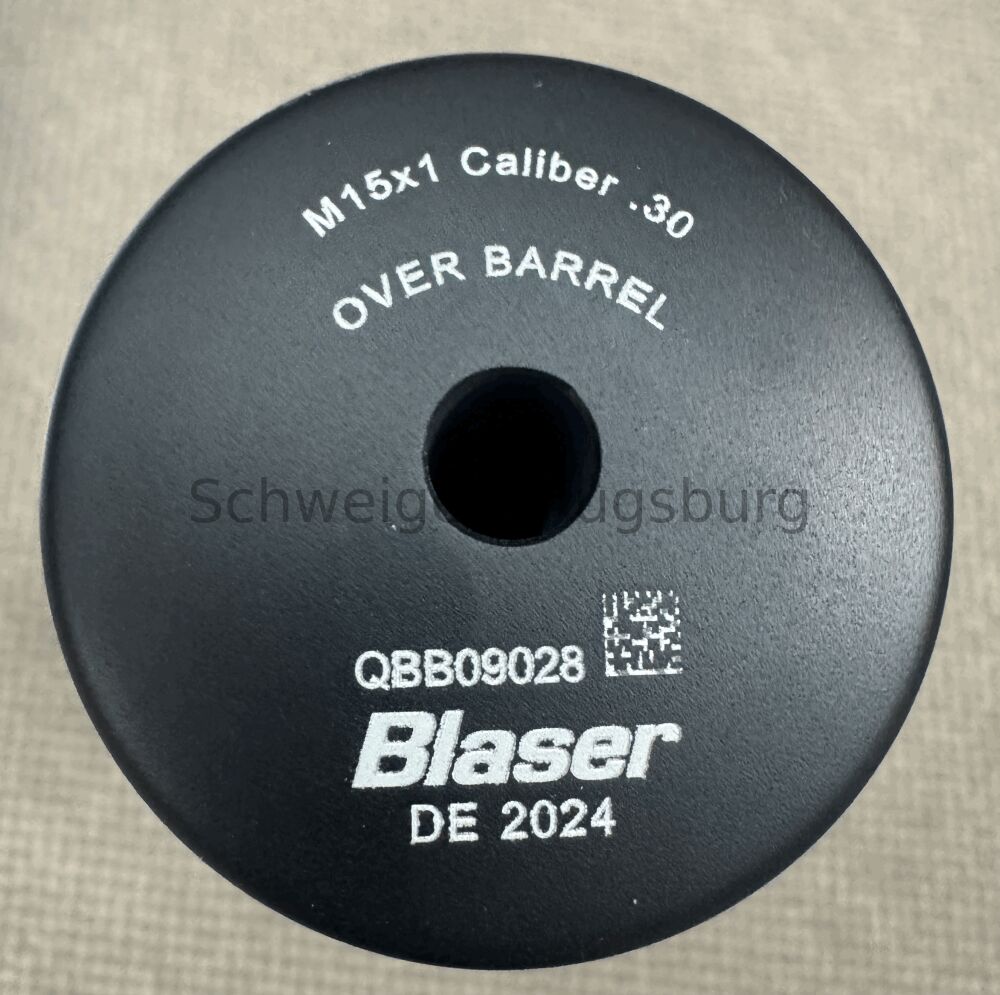 M15x1 Caliber .30
OVER BARREL
QBB09028
Blaser
DE 2024